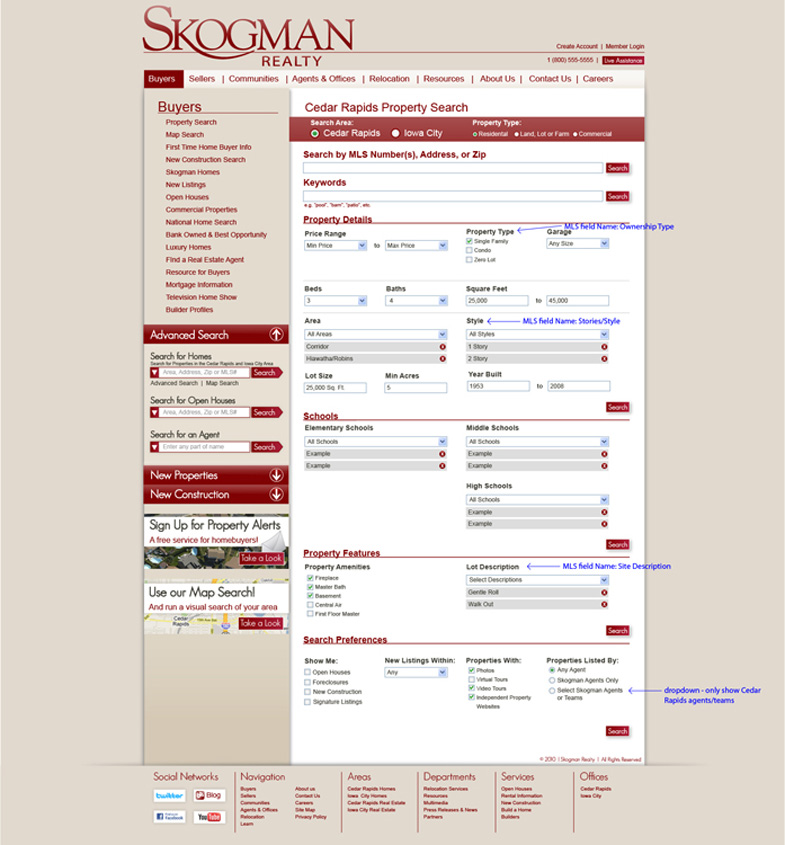 SKOGMAN
REALTY
Create Account | Member Login
1 (800) 555-5555 | Live Assistance
Buyers Sellers | Communities | Agents & Offices | Relocation | Resources | About Us | Contact Us | Careers
Buyers
Property Search
Map Search
First Time Home Buyer Info
New Construction Search
Skogman Homes
New Listings
Open Houses
Commercial Properties
National Home Search
Bank Owned & Best Opportunity
Luxury Homes
Find a Real Estate Agent
Resource for Buyers
Mortgage Information
Television Home Show
Builder Profiles
Advanced Search
Search for Homes
Search for Properties in the Cedar Rapids and Iowa City Area
Area, Address, Zip or MLS# Search
Advanced Search | Map Search
Search for Open Houses
Area, Address, Zip or MLS# Search
Search for an Agent
Enter any part of name Search
New Properties
New Construction
Sign Up for Property Alerts
A free service for homebuyers!
Take a Look
Use our Map Search!
And run a visual search of your area
Cedar
Rapids
Take a Look
Cedar Rapids Property Search
Search Area: Property Type:
Cedar Rapids Iowa City Residental Land, Lot or Farm Commercial
Search by MLS Number(s), Address, or Zip
Search
Keywords
Search
e.g. "pool", "barn", "patio", etc.
Property Details
MLS field Name: Ownership Type
Price Range Property Type Garage
Min Price to Max Price Single Family Any Size
Condo
Zero Lot
Beds Baths Square Feet
3 4 25,000 to 45,000
Area Style MLS field Name: Stories/Style
All Areas All Styles
Corridor 1 Story
Hiawatha/Robins 2 Story
Lot Size Min Acres Year Built
25,000 Sq. Ft. 5 1953 to 2008
Search
Schools
Elementary Schools Middle Schools
All Schools All Schools
Example Example
Example Example
High Schools
All Schools
Example
Example
Search
Property Features
Property Amenities Lot Description MLS field Name: Site Description
Fireplace Select Descriptions
Master Bath Gentle Roll
Basement Walk Out
Central Air
First Floor Master
Search
Search Preferences
Show Me: New Listings Within: Properties With: Properties Listed By:
Open Houses Any Photos Any Agent
Foreclosures Virtual Tours Skogman Agents Only
New Construction Video Tours Select Skogman Agents
or Teams
Signature Listings Independent Property
Websites
dropdown - only show Cedar
Rapids agents/teams
Search
© 2010 | Skogman Realty | All Rights Reserved
Social Networks Navigation Areas Departments Services Offices
twitter Blog
Facebook YouTube
Buyers About us
Sellers Contact Us
Communities Careers
Agents & Offices Site Map
Relocation Privacy Policy
Learn
Cedar Rapids Homes
Iowa City Homes
Cedar Rapids Real Estate
Iowa City Real Estate
Relocation Services
Resources
Multimedia
Press Releases & News
Partners
Open Houses
Rental Information
New Construction
Build a Home
Builders
Cedar Rapids
Iowa City